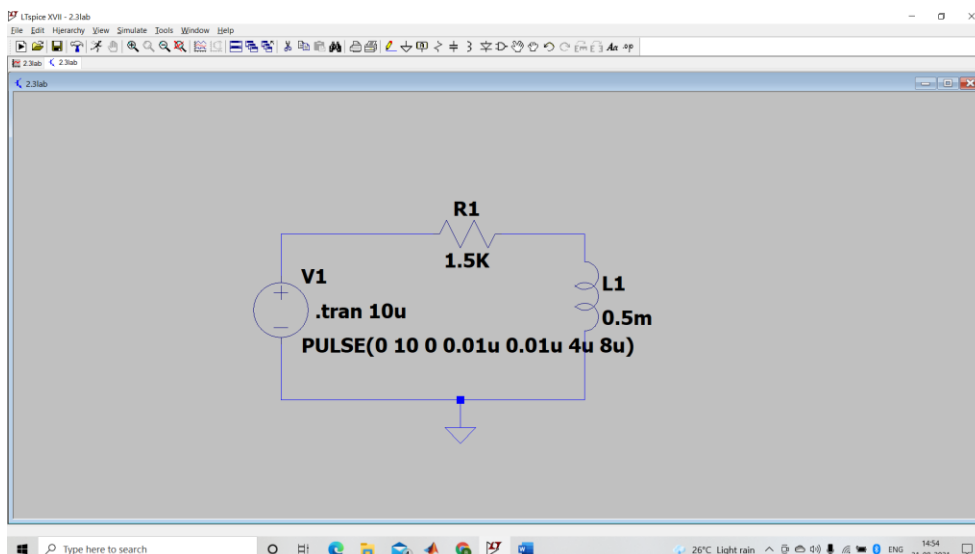 LTspice XVII - 2.3lab
File Edit Hierarchy View Simulate Tools Window Help
2.3lab 2.3lab
2.3lab
R1
1.5K
V1
.tran 10u
PULSE(0 10 0 0.01u 0.01u 4u 8u)
L1
0.5m
Type here to search
26°C Light rain
ENG
14:54